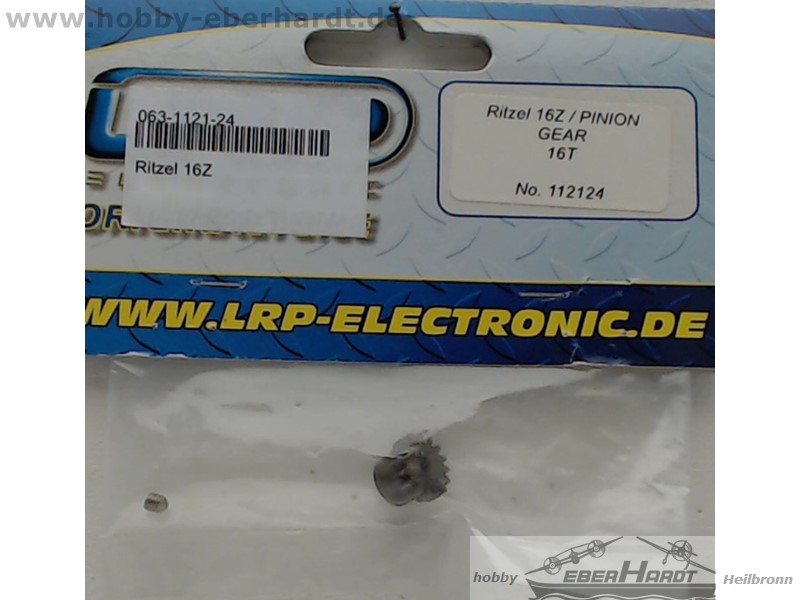 www.hobby-eberhardt.de
063-1121-24
Ritzel 16Z
Ritzel 16Z / PINION
GEAR
16T
No. 112124
WWW.LRP-ELECTRONIC.DE
hobby EBERHARDT Heilbronn